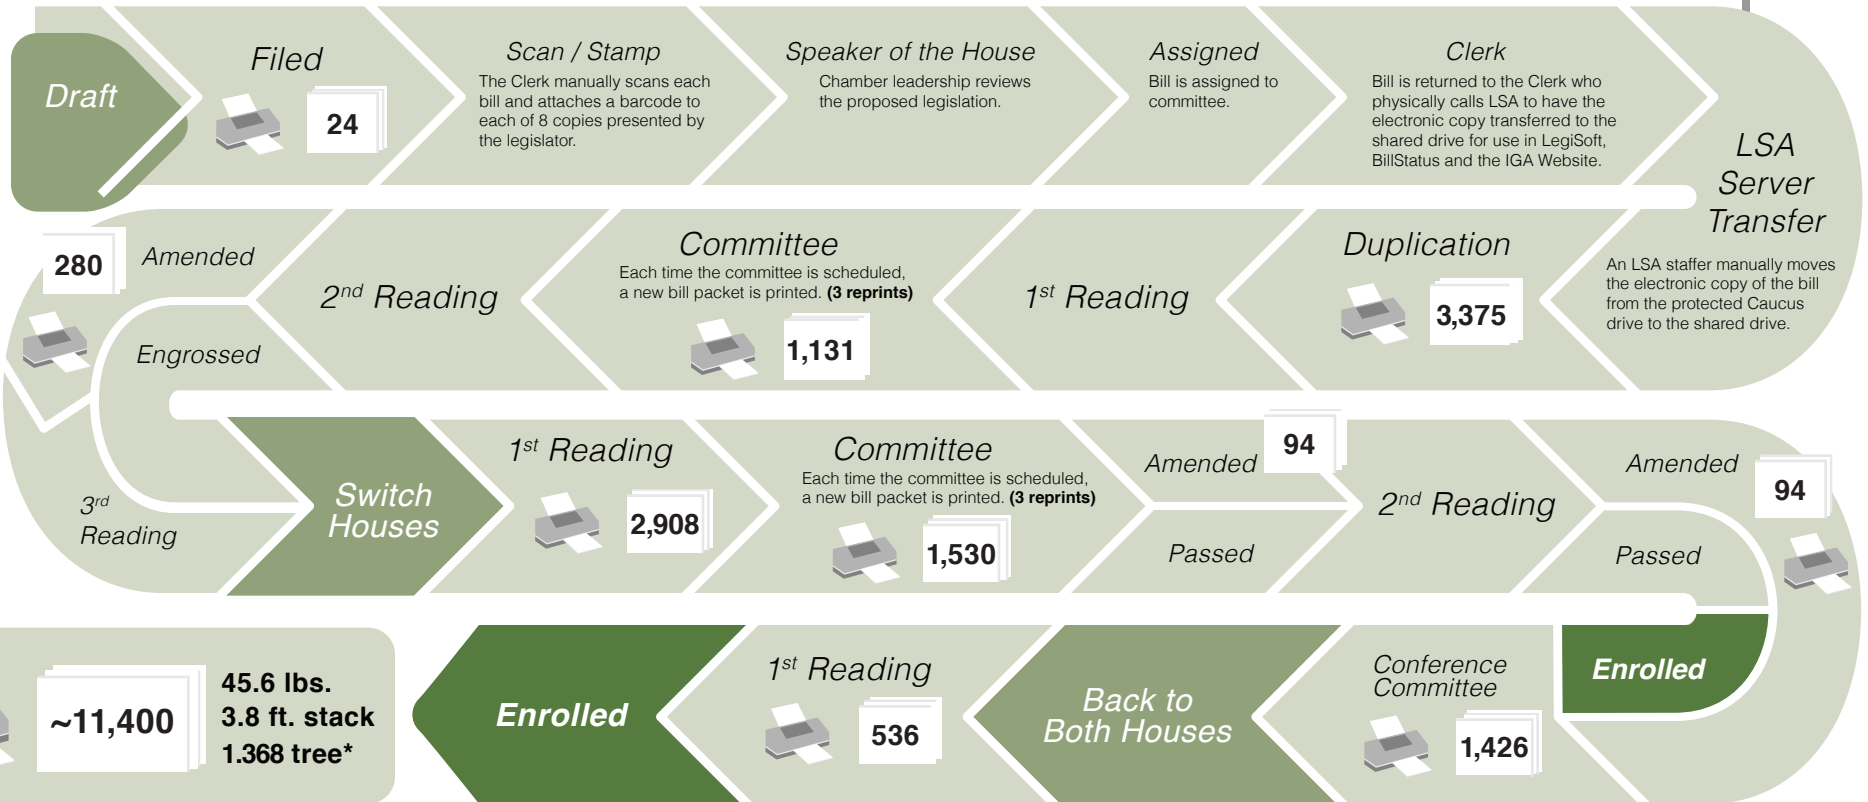 Draft
Filed
24
Scan / Stamp
The Clerk manually scans each
bill and attaches a barcode to
each of 8 copies presented by
the legislator.
Speaker of the House
Chamber leadership reviews
the proposed legislation.
Assigned
Bill is assigned to
committee.
Clerk
Bill is returned to the Clerk who
physically calls LSA to have the
electronic copy transferred to the
shared drive for use in LegiSoft,
BillStatus and the IGA Website.
LSA
Server
Transfer
An LSA staffer manually moves
the electronic copy of the bill
from the protected Caucus
drive to the shared drive.
Duplication
3,375
1st Reading
Committee
Each time the committee is scheduled,
a new bill packet is printed. (3 reprints)
1,131
2nd Reading
Amended
280
Engrossed
3rd
Reading
Switch
Houses
1st Reading
2,908
Committee
Each time the committee is scheduled,
a new bill packet is printed. (3 reprints)
1,530
Amended
94
Passed
2nd Reading
Amended
94
Passed
Enrolled
Conference
Committee
1,426
Back to
Both Houses
1st Reading
536
Enrolled
~11,400
45.6 lbs.
3.8 ft. stack
1.368 tree*